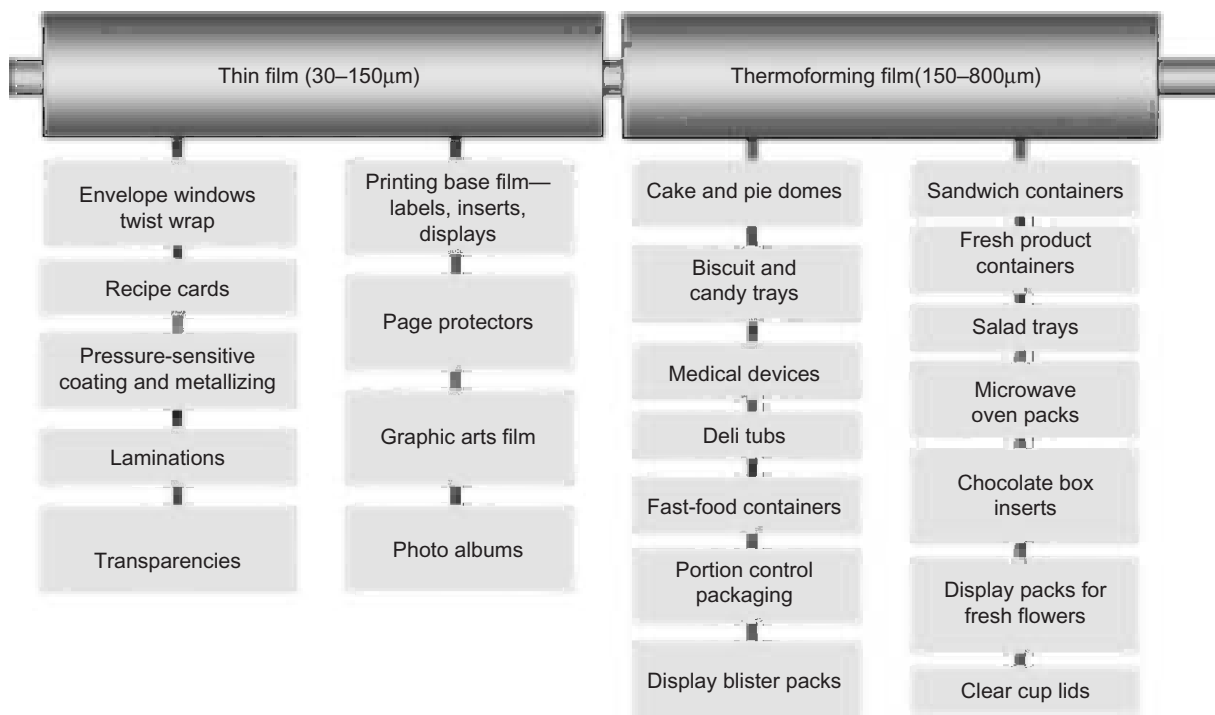 Thin film (30–150μm)
Thermoforming film(150–800μm)
Envelope windows
twist wrap
Recipe cards
Pressure-sensitive
coating and metallizing
Laminations
Transparencies
Printing base film—
labels, inserts,
displays
Page protectors
Graphic arts film
Photo albums
Cake and pie domes
Biscuit and
candy trays
Medical devices
Deli tubs
Fast-food containers
Portion control
packaging
Display blister packs
Sandwich containers
Fresh product
containers
Salad trays
Microwave
oven packs
Chocolate box
inserts
Display packs for
fresh flowers
Clear cup lids